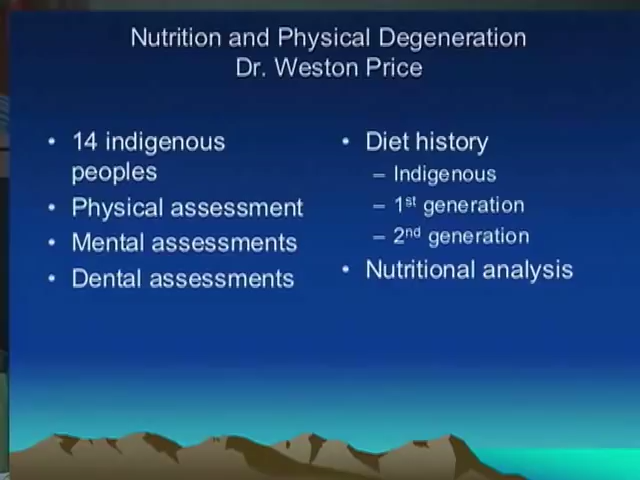 Nutrition and Physical Degeneration
Dr. Weston Price
• 14 indigenous
peoples
• Physical assessment
• Mental assessments
• Dental assessments
• Diet history
– Indigenous
– 1st generation
– 2nd generation
• Nutritional analysis